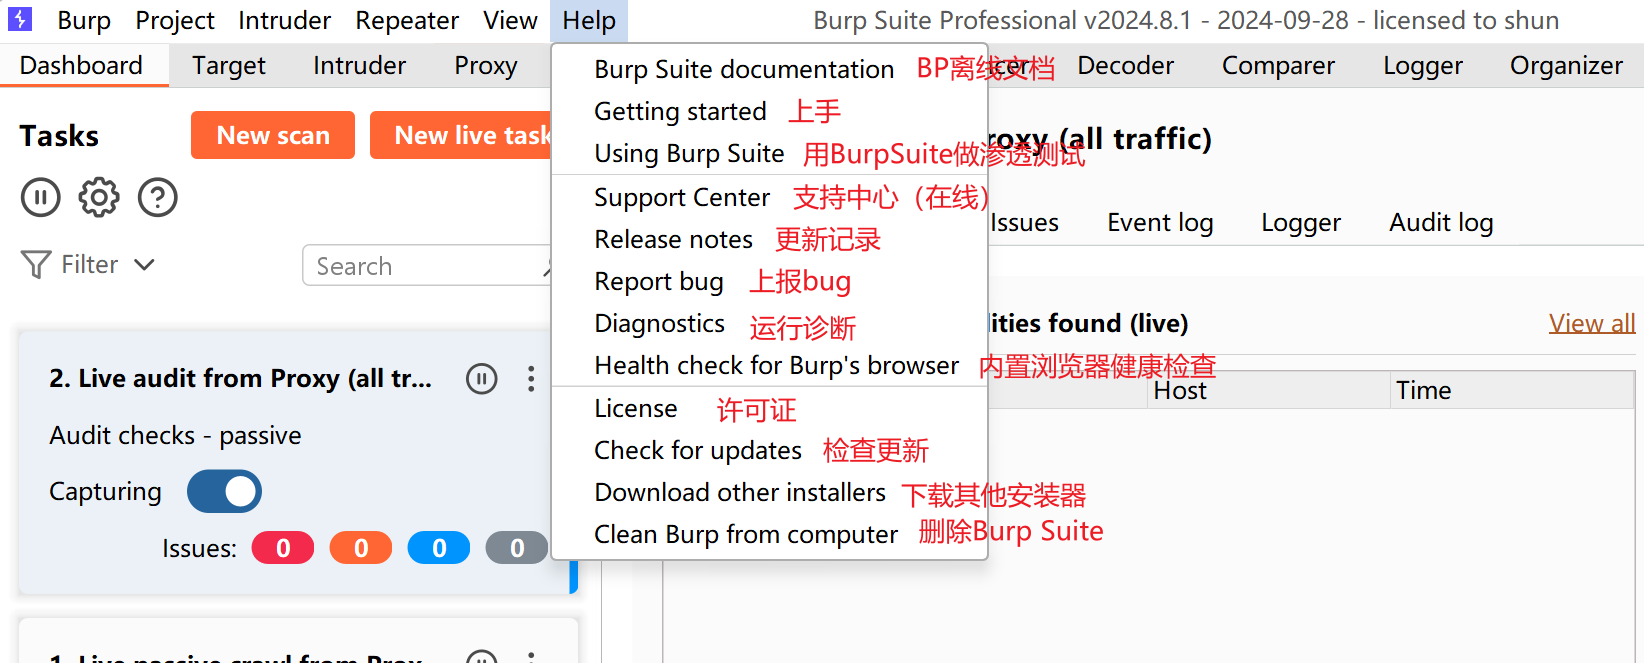 Burp Project Intruder Repeater View Help Burp Suite Professional v2024.8.1 - 2024-09-28 - licensed to shun
Dashboard Target Intruder Proxy Decoder Comparer Logger Organizer
Burp Suite documentation BP离线文档
Getting started 上手
Using Burp Suite 用BurpSuite做渗透测试
Support Center 支持中心（在线）
Release notes 更新记录
Report bug 上报bug
Diagnostics 运行诊断
Health check for Burp's browser 内置浏览器健康检查
License 许可证
Check for updates 检查更新
Download other installers 下载其他安装器
Clean Burp from computer 删除Burp Suite
Tasks New scan New live task
Filter Search
2. Live audit from Proxy (all tr...
Audit checks - passive
Capturing
Issues: 0 0 0 0
1. Live passive crawl from Prox...
roxy (all traffic)
Issues Event log Logger Audit log
lities found (live) View all
Host Time